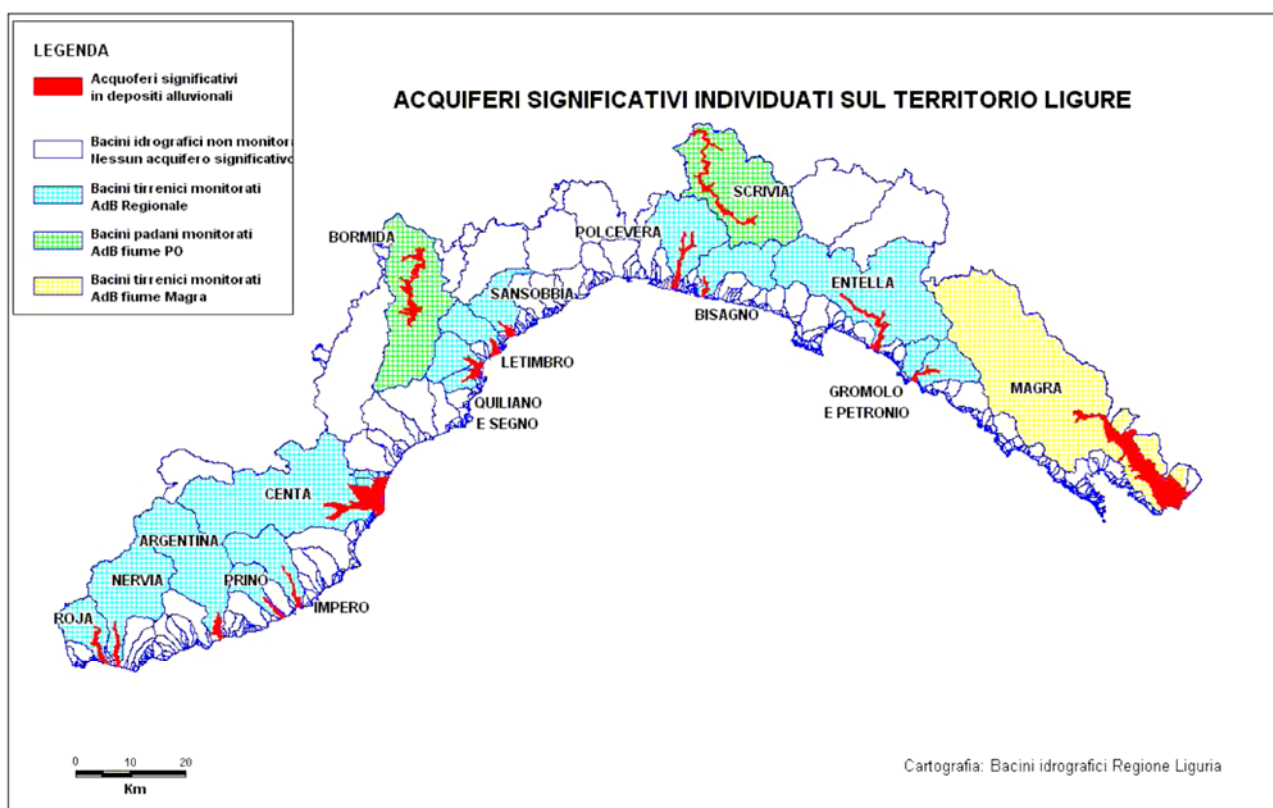 LEGENDA
Acquoferi significativi
in depositi alluvionali
Bacini idrografici non monitora
Nessun acquifero significativo
Bacini tirrenici monitorati
AdB Regionale
Bacini padani monitorati
AdB fiume PO
Bacini tirrenici monitorati
AdB fiume Magra
ACQUIFERI SIGNIFICATIVI INDIVIDUATI SUL TERRITORIO LIGURE
SCRIVIA
BORMIDA
POLCEVERA
SANSOBBIA
ENTELLA
BISAGNO
LETIMBRO
MAGRA
GROMOLO
E PETRONIO
QUILIANO
E SEGNO
CENTA
ARGENTINA
NERVIA
PRINO
IMPERO
ROJA
0 10 20
Km
Cartografia: Bacini idrografici Regione Liguria